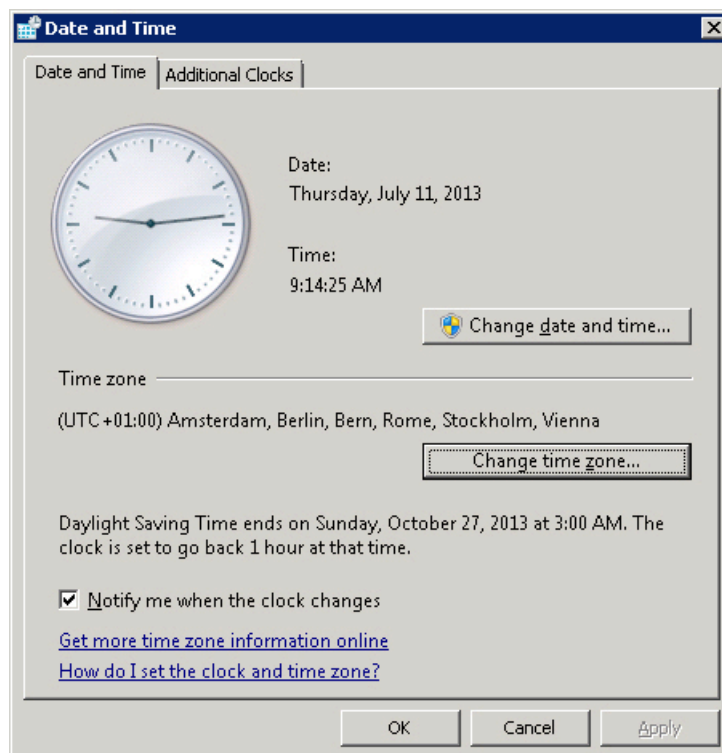 Date and Time
Date and Time
Additional Clocks
Date:
Thursday, July 11, 2013
Time:
9:14:25 AM
Change date and time...
Time zone
(UTC+01:00) Amsterdam, Berlin, Bern, Rome, Stockholm, Vienna
Change time zone...
Daylight Saving Time ends on Sunday, October 27, 2013 at 3:00 AM. The
clock is set to go back 1 hour at that time.
Notify me when the clock changes
Get more time zone information online
How do I set the clock and time zone?
OK
Cancel
Apply